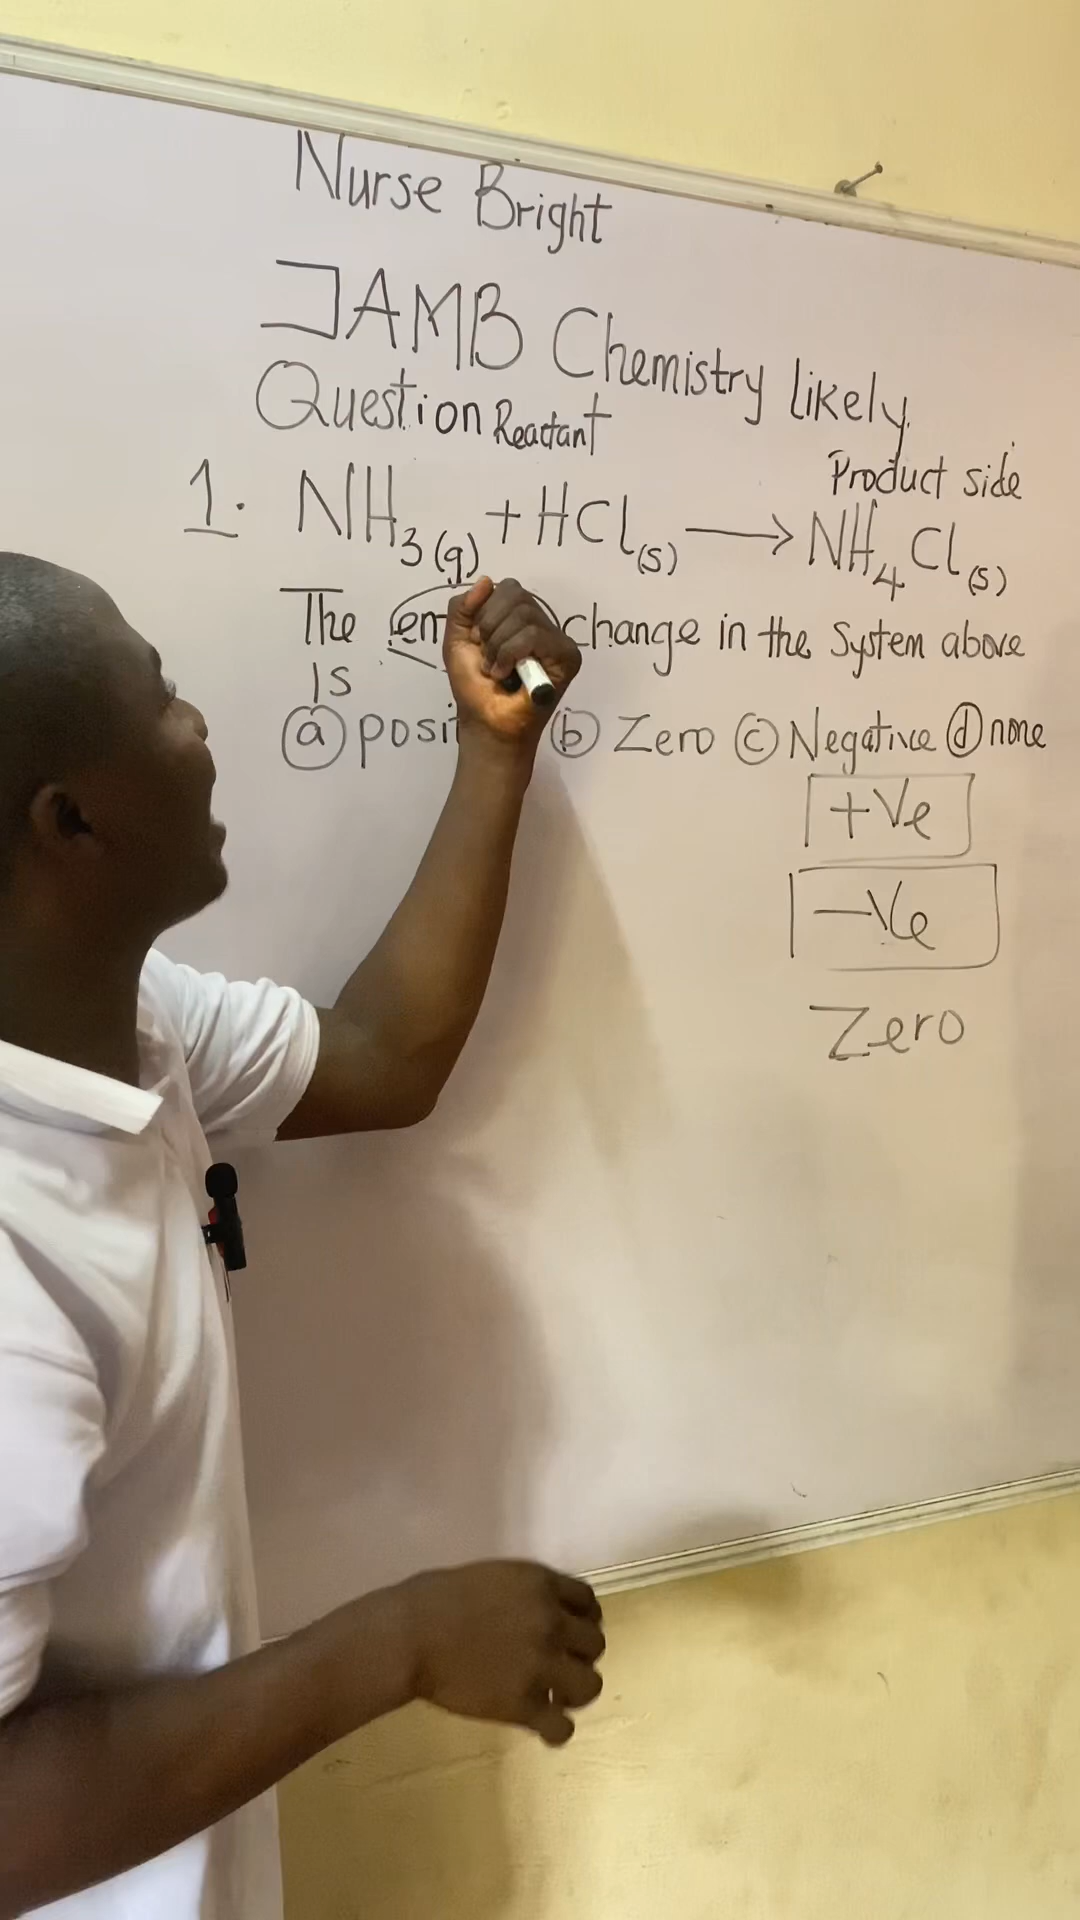 Nurse Bright
JAMB Chemistry likely
Question Reactant
Product side
1. NH3(g) + HCl(s) → NH4Cl(s)
The change in the System above
Is
(a) (b) Zero (c) Negative (d) none
+Ve
-Ve
Zero